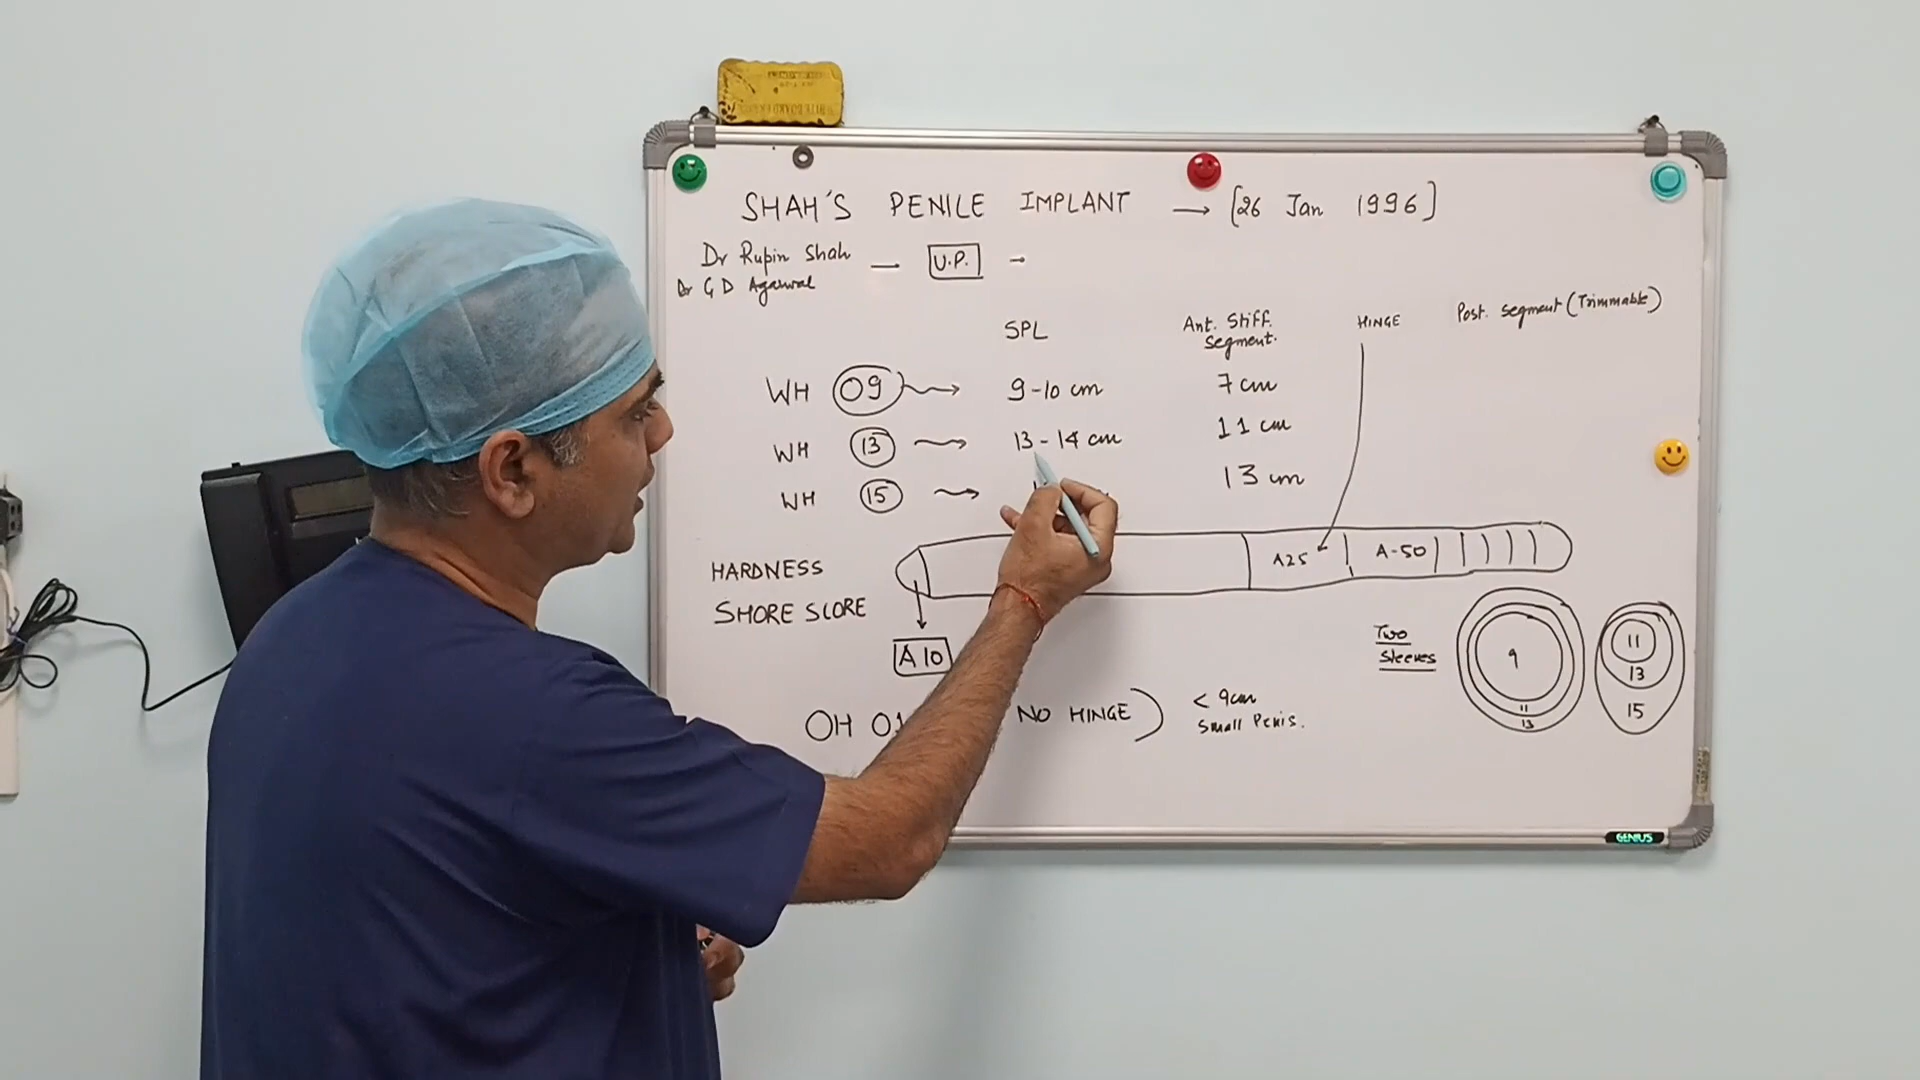 SHAH'S PENILE IMPLANT → [26 Jan 1996]
Dr Rupin Shah — U.P. →
Dr G D Agarwal
SPL Ant. Stiff. Segment. HINGE Post. Segment (Trimmable)
WH 09 → 9-10 cm 7 cm
WH 13 → 13-14 cm 11 cm
WH 15 → 13 cm
HARDNESS A25 A-50
SHORE SCORE
A 10
Two
Sleeves
9
11
13
11
13
15
OH NO HINGE) < 9cm
Small Penis.
GENIUS